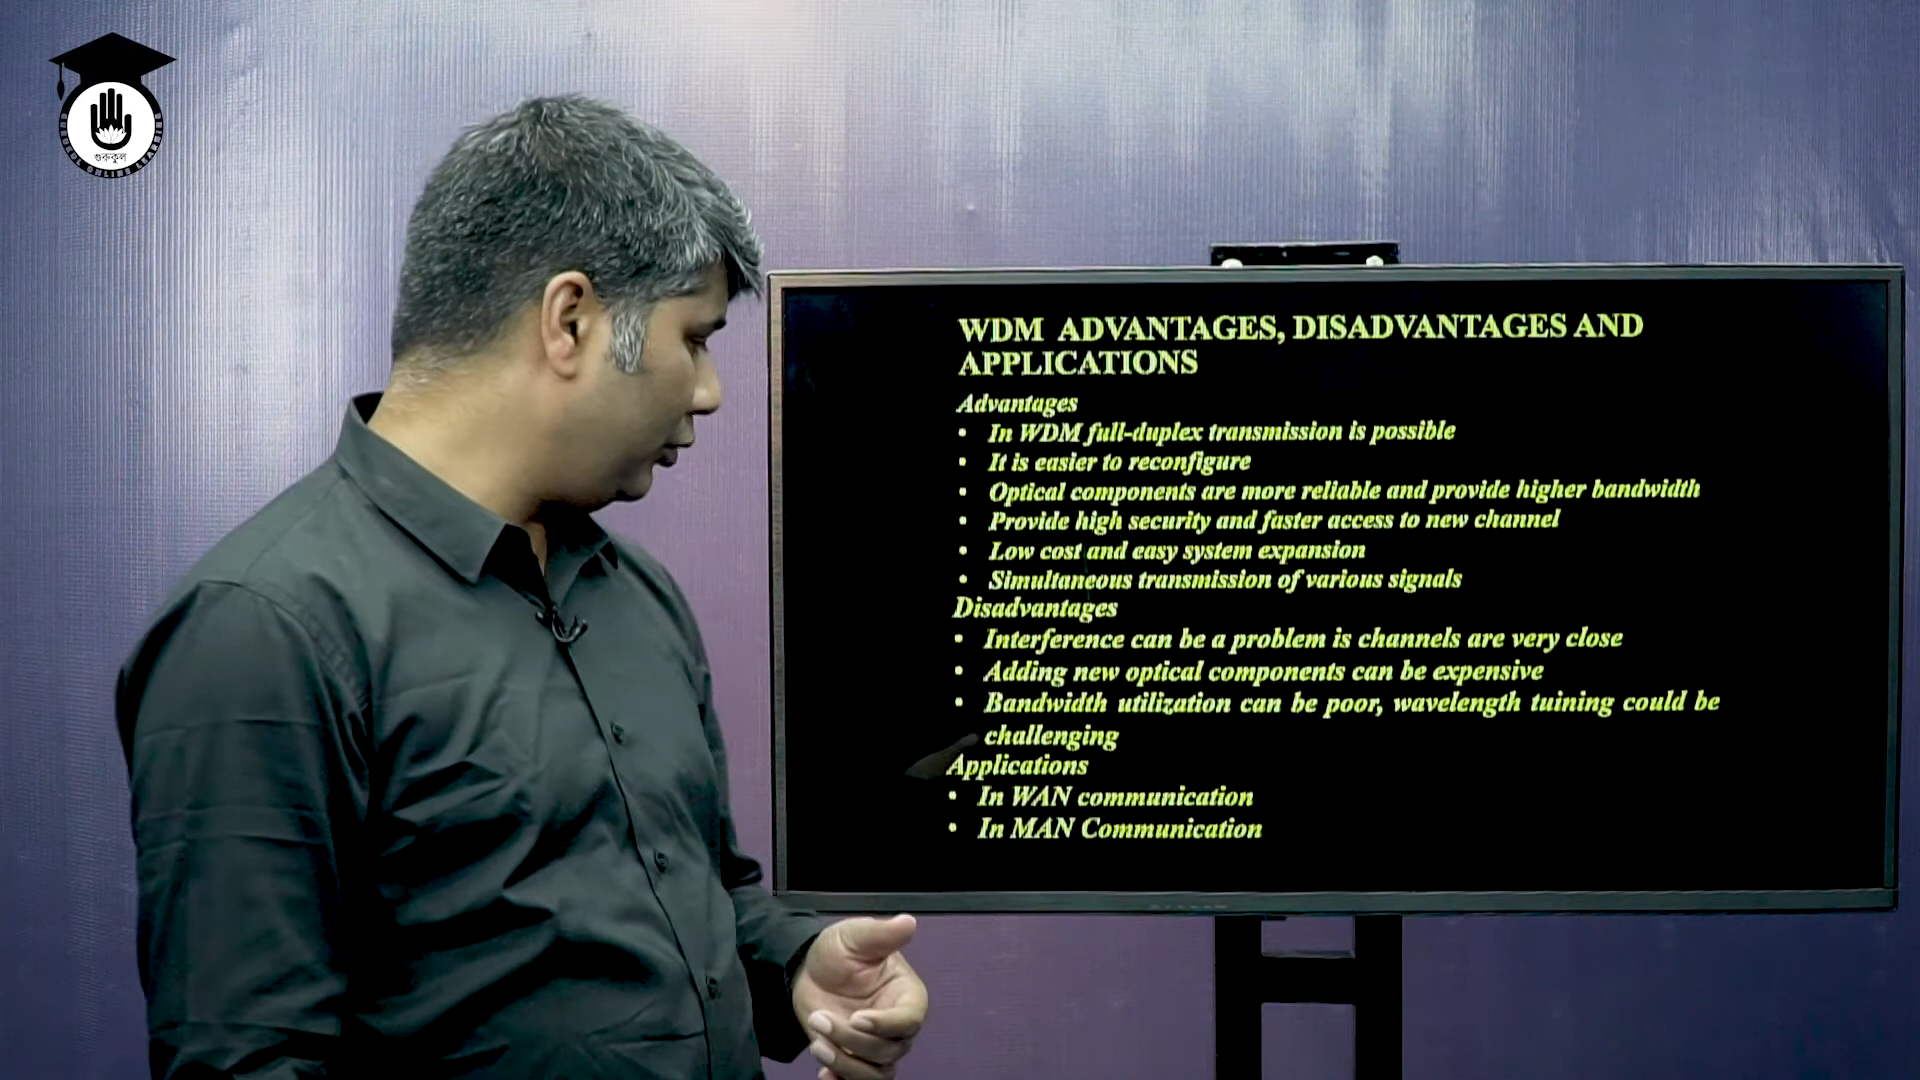 গুরুকুল
GURUKUL ONLINE LEARNING
WDM ADVANTAGES, DISADVANTAGES AND
APPLICATIONS
Advantages
• In WDM full-duplex transmission is possible
• It is easier to reconfigure
• Optical components are more reliable and provide higher bandwidth
• Provide high security and faster access to new channel
• Low cost and easy system expansion
• Simultaneous transmission of various signals
Disadvantages
• Interference can be a problem is channels are very close
• Adding new optical components can be expensive
• Bandwidth utilization can be poor, wavelength tuining could be
challenging
Applications
• In WAN communication
• In MAN Communication